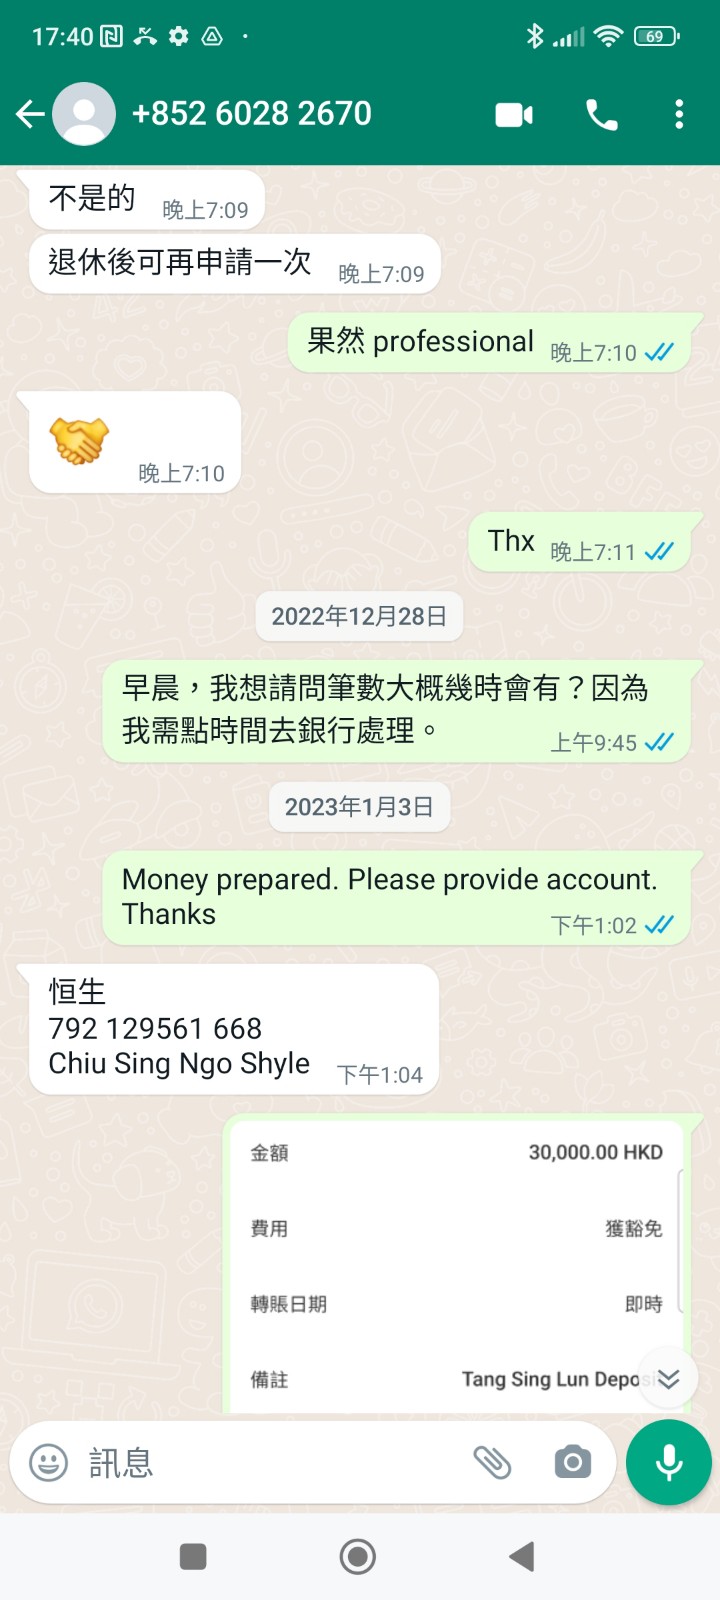 17:40
69
+852 6028 2670
不是的 晚上7:09
退休後可再申請一次 晚上7:09
果然 professional 晚上7:10
晚上7:10
Thx 晚上7:11
2022年12月28日
早晨，我想請問筆數大概幾時會有？因為
我需點時間去銀行處理。 上午9:45
2023年1月3日
Money prepared. Please provide account.
Thanks 下午1:02
恒生
792 129561 668
Chiu Sing Ngo Shyle 下午1:04
金額 30,000.00 HKD
費用 獲豁免
轉賬日期 即時
備註 Tang Sing Lun
訊息